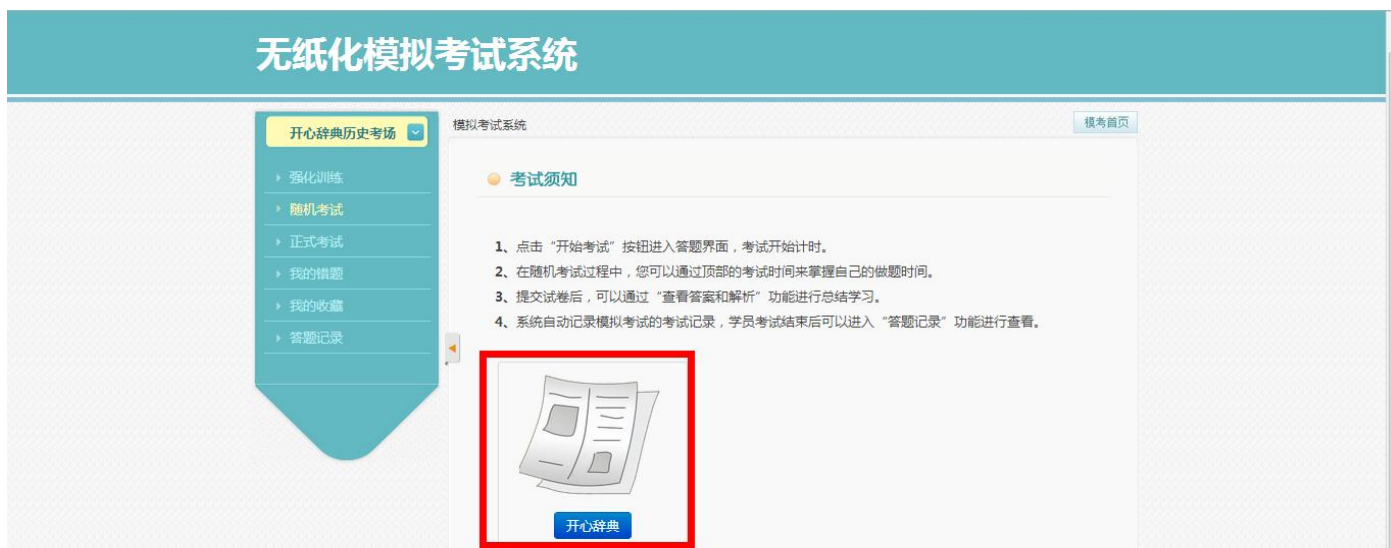 无纸化模拟考试系统
开心辞典历史考场
强化训练
随机考试
正式考试
我的错题
我的收藏
答题记录
模拟考试系统
模考首页
考试须知
1、点击“开始考试”按钮进入答题界面，考试开始计时。
2、在随机考试过程中，您可以通过顶部的考试时间来掌握自己的做题时间。
3、提交试卷后，可以通过“查看答案和解析”功能进行总结学习。
4、系统自动记录模拟考试的考试记录，学员考试结束后可以进入“答题记录”功能进行查看。
开心辞典